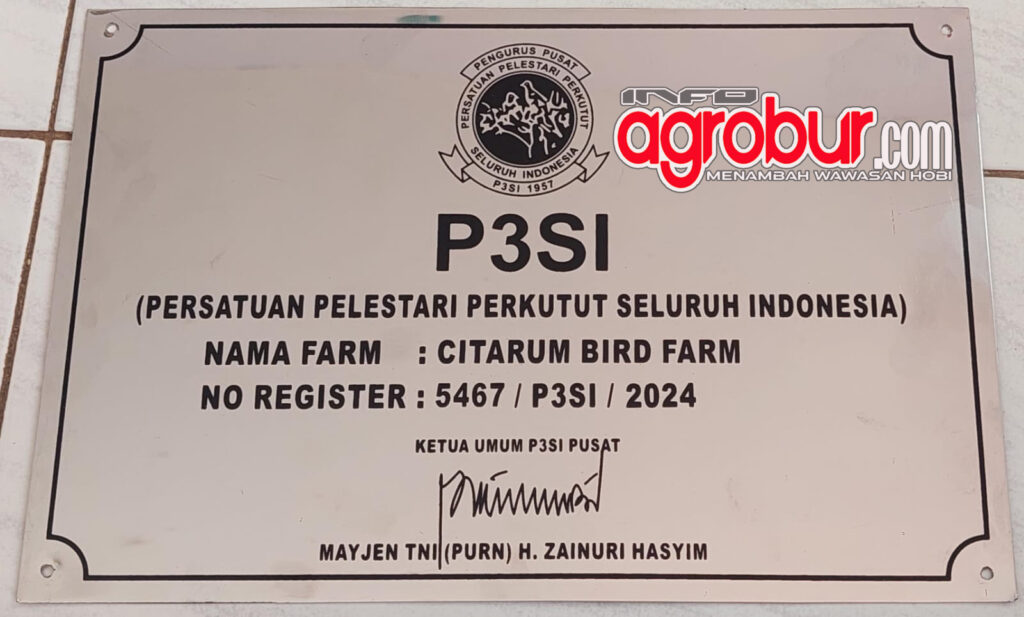 PENGURUS PUSAT
PERSATUAN PELESTARI PERKUTUT
SELURUH INDONESIA
P3SI 1957
INFO
agrobur.com
MENAMBAH WAWASAN HOBI
P3SI
(PERSATUAN PELESTARI PERKUTUT SELURUH INDONESIA)
NAMA FARM : CITARUM BIRD FARM
NO REGISTER : 5467 / P3SI / 2024
KETUA UMUM P3SI PUSAT
MAYJEN TNI (PURN) H. ZAINURI HASYIM